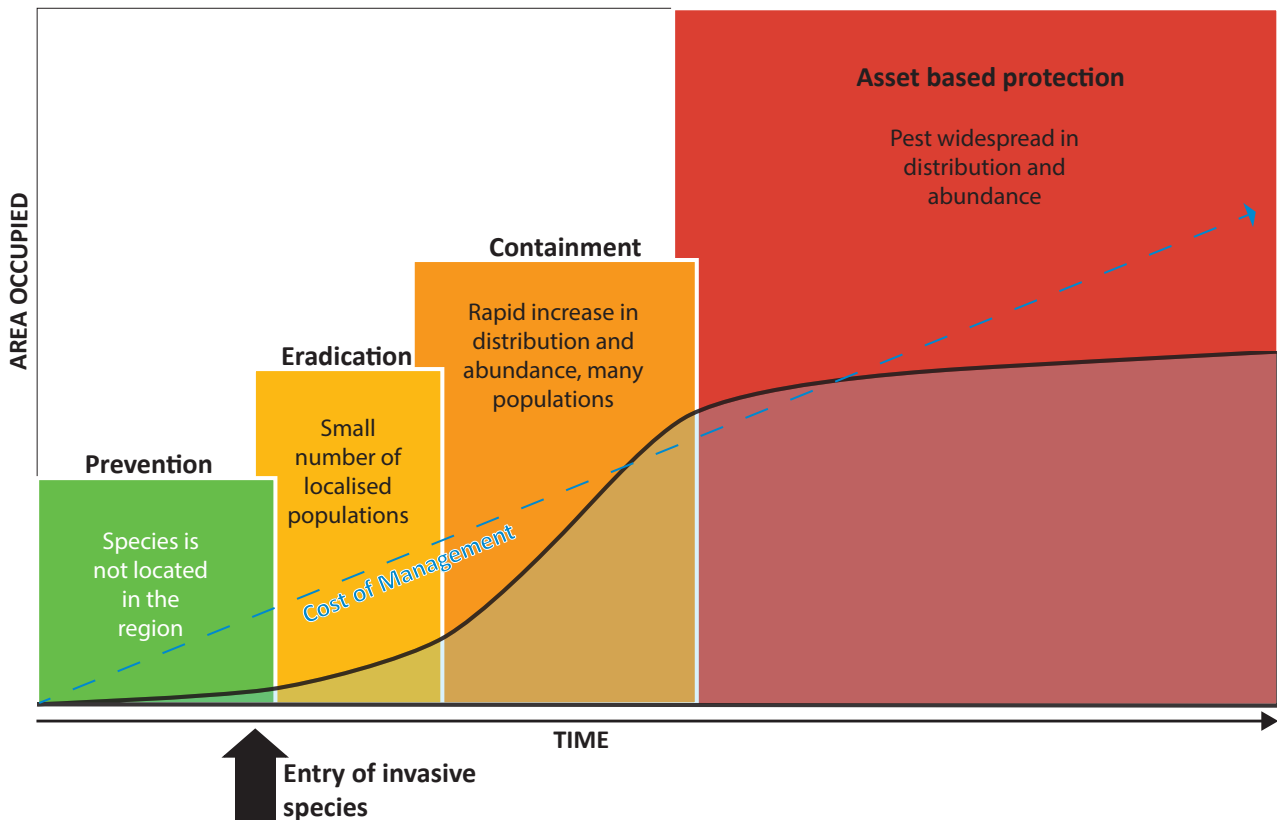 Asset based protection
Pest widespread in
distribution and
abundance
Containment
Rapid increase in
distribution and
abundance, many
populations
Eradication
Small
number of
localised
populations
Prevention
Species is
not located
in the
region
Cost of Management
AREA OCCUPIED
TIME
Entry of invasive
species